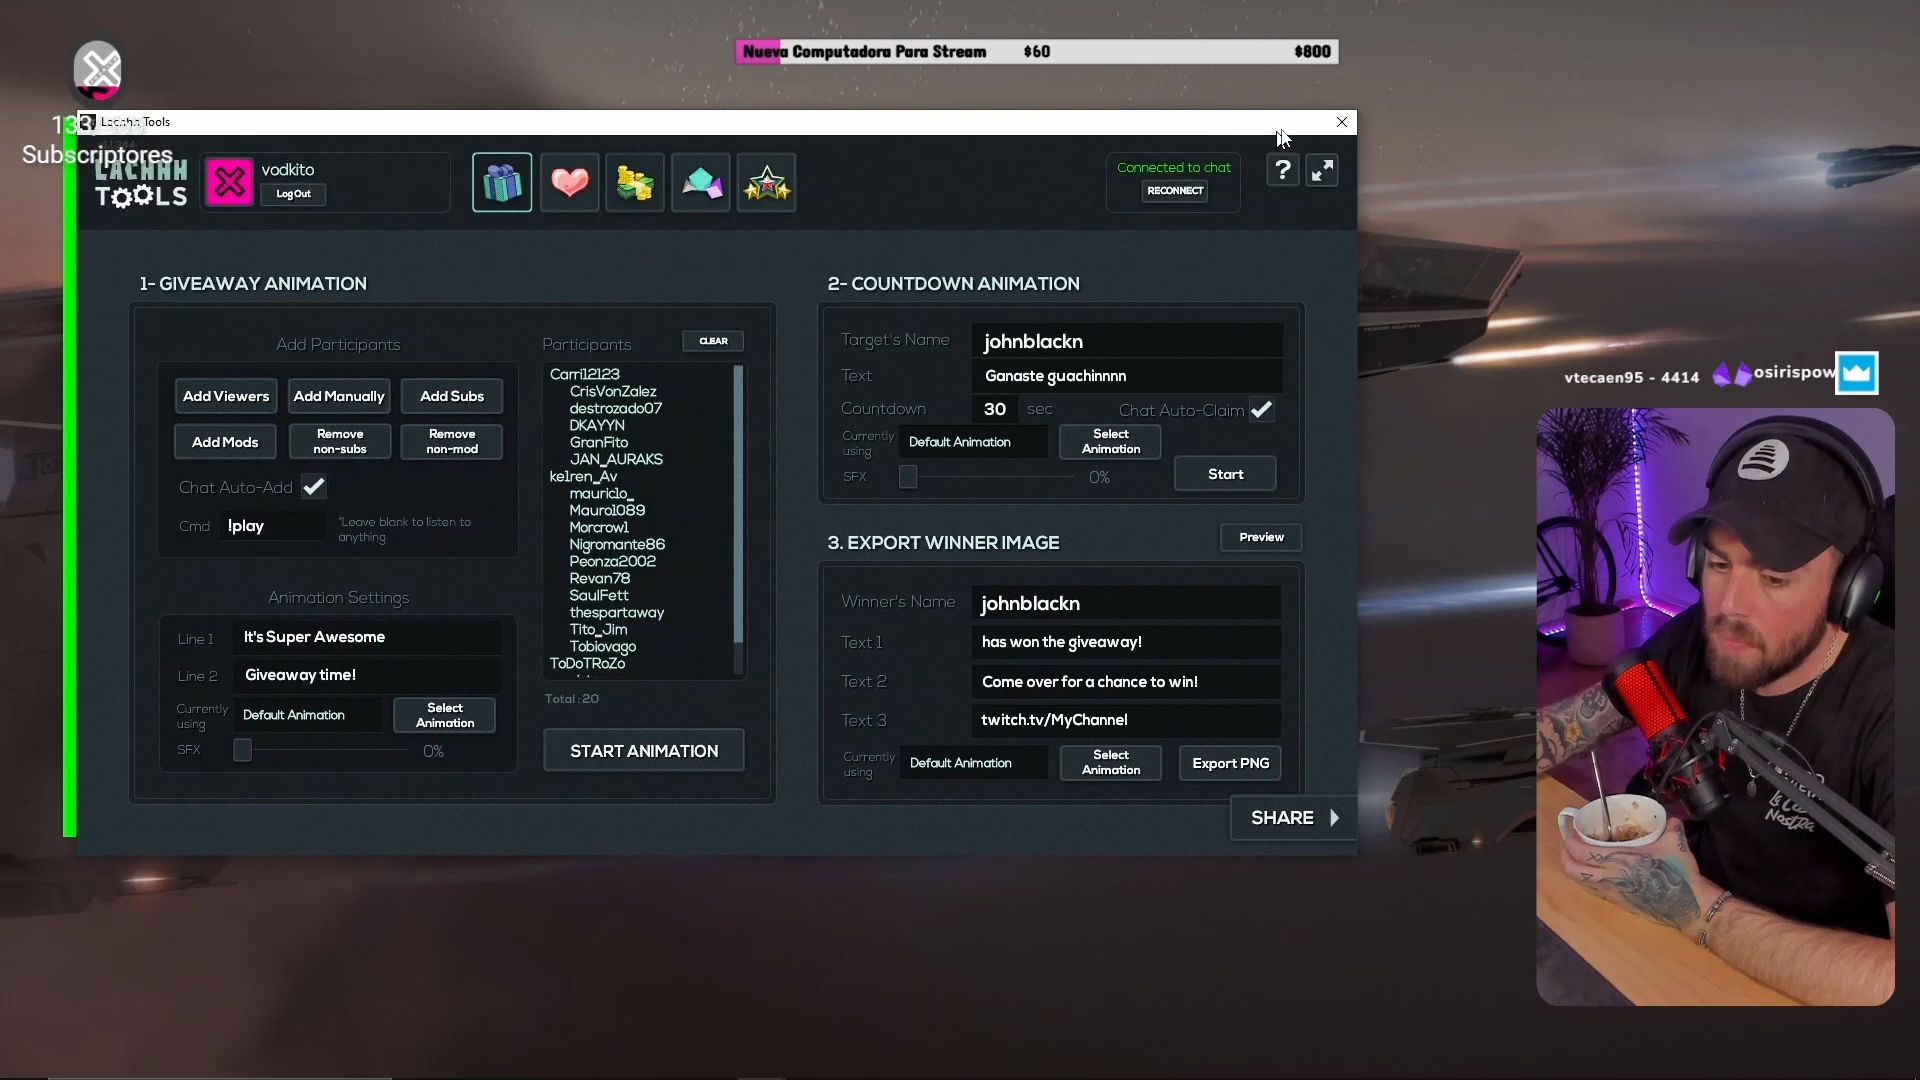 Nueva Computadora Para Stream $60 $800
Lachhh Tools
Subscriptores
LACHHH
TOOLS
vodkito
Log Out
Connected to chat
RECONNECT
?
1- GIVEAWAY ANIMATION
Add Participants
Add Viewers
Add Manually
Add Subs
Add Mods
Remove
non-subs
Remove
non-mod
Chat Auto-Add
Cmd !play
*Leave blank to listen to
anything
Participants
CLEAR
Carri12123
CrisVonZalez
destrozado07
DKAYYN
GranFito
JAN_AURAKS
ke1ren_Av
mauric1o_
Mauro1089
Morcrow1
Nigromante86
Peonza2002
Revan78
SaulFett
thespartaway
Tito_Jim
Tobiovago
ToDoTRoZo
Total : 20
START ANIMATION
Animation Settings
Line 1 It's Super Awesome
Line 2 Giveaway time!
Currently
using
Default Animation
Select
Animation
SFX 0%
2- COUNTDOWN ANIMATION
Target's Name johnblackn
Text Ganaste guachinnnn
Countdown 30 sec
Chat Auto-Claim
Currently
using
Default Animation
Select
Animation
SFX 0%
Start
3. EXPORT WINNER IMAGE
Preview
Winner's Name johnblackn
Text 1 has won the giveaway!
Text 2 Come over for a chance to win!
Text 3 twitch.tv/MyChannel
Currently
using
Default Animation
Select
Animation
Export PNG
SHARE
vtecaen95 - 4414
osirispow